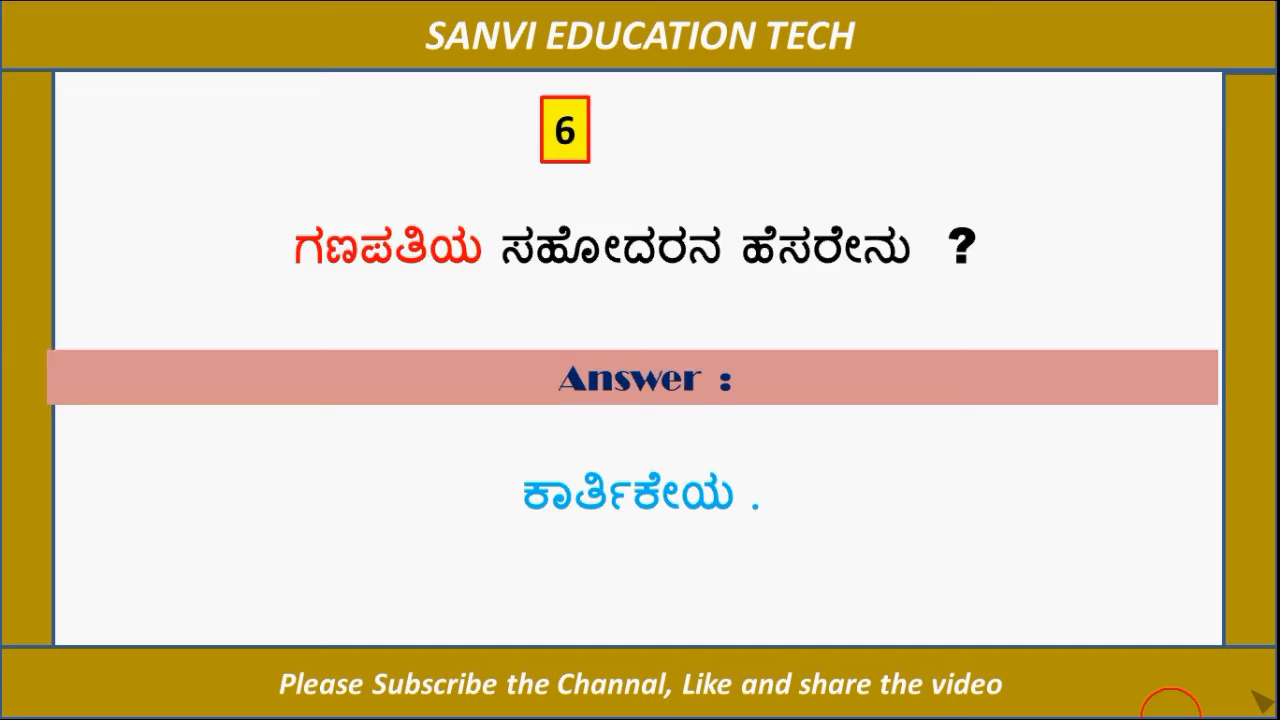 SANVI EDUCATION TECH
6
ಗಣಪತಿಯ ಸಹೋದರನ ಹೆಸರೇನು ?
Answer :
ಕಾರ್ತಿಕೇಯ .
Please Subscribe the Channal, Like and share the video